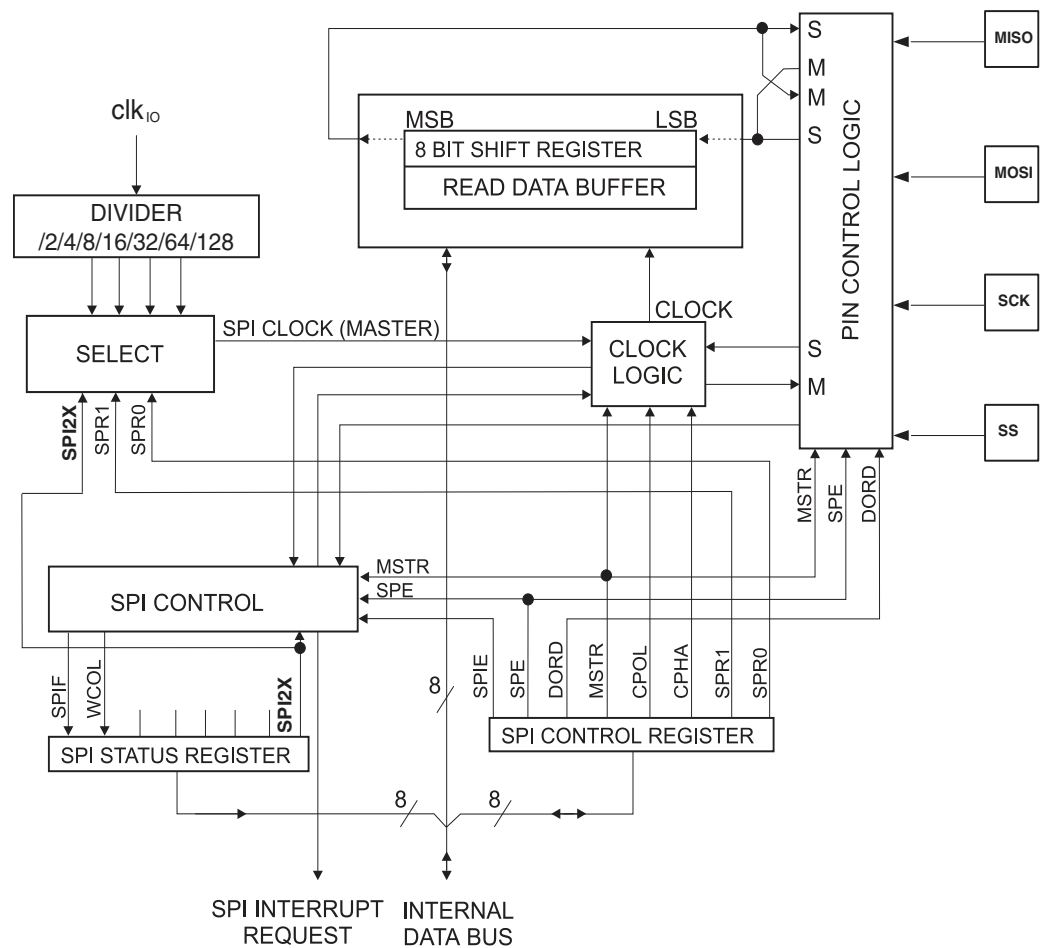 S
MISO
M
M
clk IO
MSB
LSB
S
8 BIT SHIFT REGISTER
READ DATA BUFFER
PIN CONTROL LOGIC
MOSI
DIVIDER
/2/4/8/16/32/64/128
SPI CLOCK (MASTER)
CLOCK
SCK
SELECT
CLOCK
LOGIC
S
M
SPI2X
SPR1
SPR0
SS
MSTR
SPE
DORD
MSTR
SPE
SPI CONTROL
SPIF
WCOL
SPI2X
8
SPIE
SPE
DORD
MSTR
CPOL
CPHA
SPR1
SPR0
SPI STATUS REGISTER
SPI CONTROL REGISTER
8
8
SPI INTERRUPT
REQUEST
INTERNAL
DATA BUS